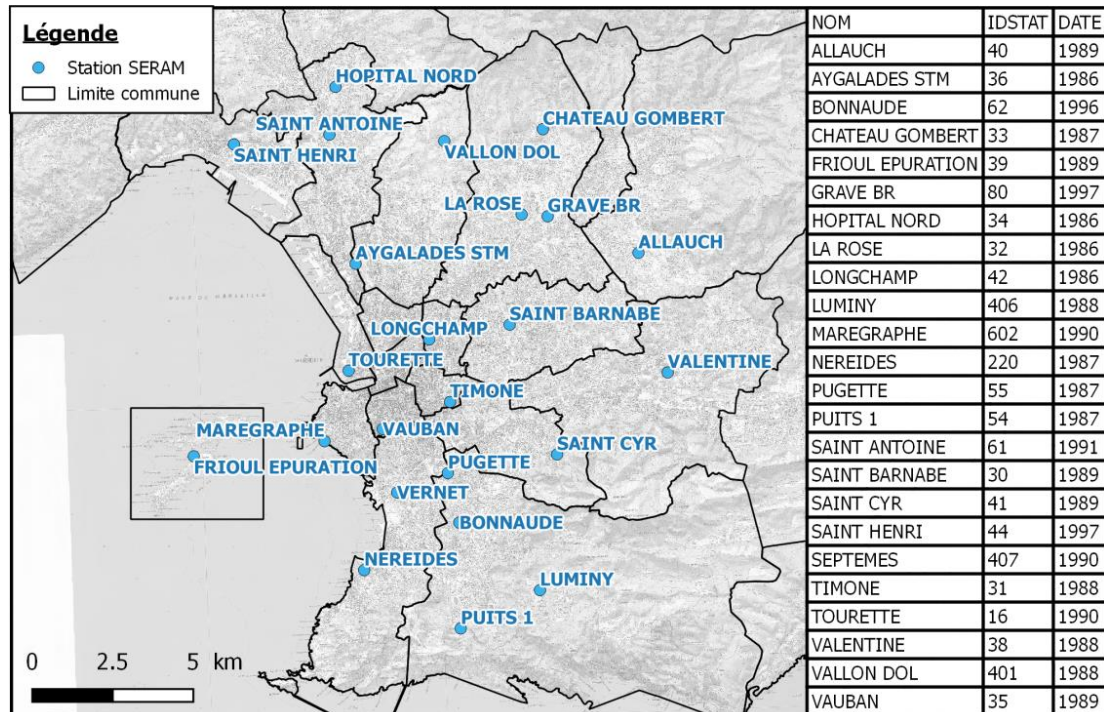 Légende
Station SERAM
Limite commune
HOPITAL NORD
SAINT ANTOINE
CHATEAU GOMBERT
SAINT HENRI
VALLON DOL
LA ROSE
GRAVE BR
AYGALADES STM
ALLAUCH
SAINT BARNABE
LONGCHAMP
TOURETTE
VALENTINE
TIMONE
MAREGRAPHE
VAUBAN
SAINT CYR
FRIOUL EPURATION
PUGETTE
VERNET
BONNAUDE
NEREIDES
LUMINY
PUITS 1
0 2.5 5 km
NOM IDSTAT DATE
ALLAUCH 40 1989
AYGALADES STM 36 1986
BONNAUDE 62 1996
CHATEAU GOMBERT 33 1987
FRIOUL EPURATION 39 1989
GRAVE BR 80 1997
HOPITAL NORD 34 1986
LA ROSE 32 1986
LONGCHAMP 42 1986
LUMINY 406 1988
MAREGRAPHE 602 1990
NEREIDES 220 1987
PUGETTE 55 1987
PUITS 1 54 1987
SAINT ANTOINE 61 1991
SAINT BARNABE 30 1989
SAINT CYR 41 1989
SAINT HENRI 44 1997
SEPTEMES 407 1990
TIMONE 31 1988
TOURETTE 16 1990
VALENTINE 38 1988
VALLON DOL 401 1988
VAUBAN 35 1989